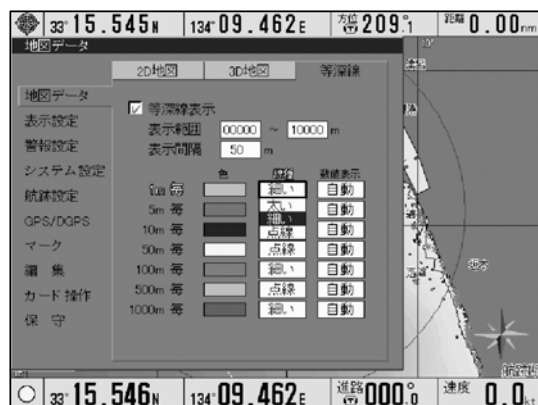 33°15.545N 134°09.462E 方位 209.1° 距離 0.00nm
地図データ
2D地図 3D地図 等深線
地図データ
表示設定
警報設定
システム設定
航跡設定
GPS/DGPS
マーク
編 集
カード操作
保 守
等深線表示
表示範囲 00000 ~ 10000 m
表示間隔 50 m
色 線種 数値表示
1m 毎 細い 自動
5m 毎 太い 自動
細い
10m 毎 点線 自動
50m 毎 点線 自動
100m 毎 細い 自動
500m 毎 点線 自動
1000m 毎 細い 自動
10'
33°15.546N 134°09.462E 進路 000.0° 速度 0.0kt